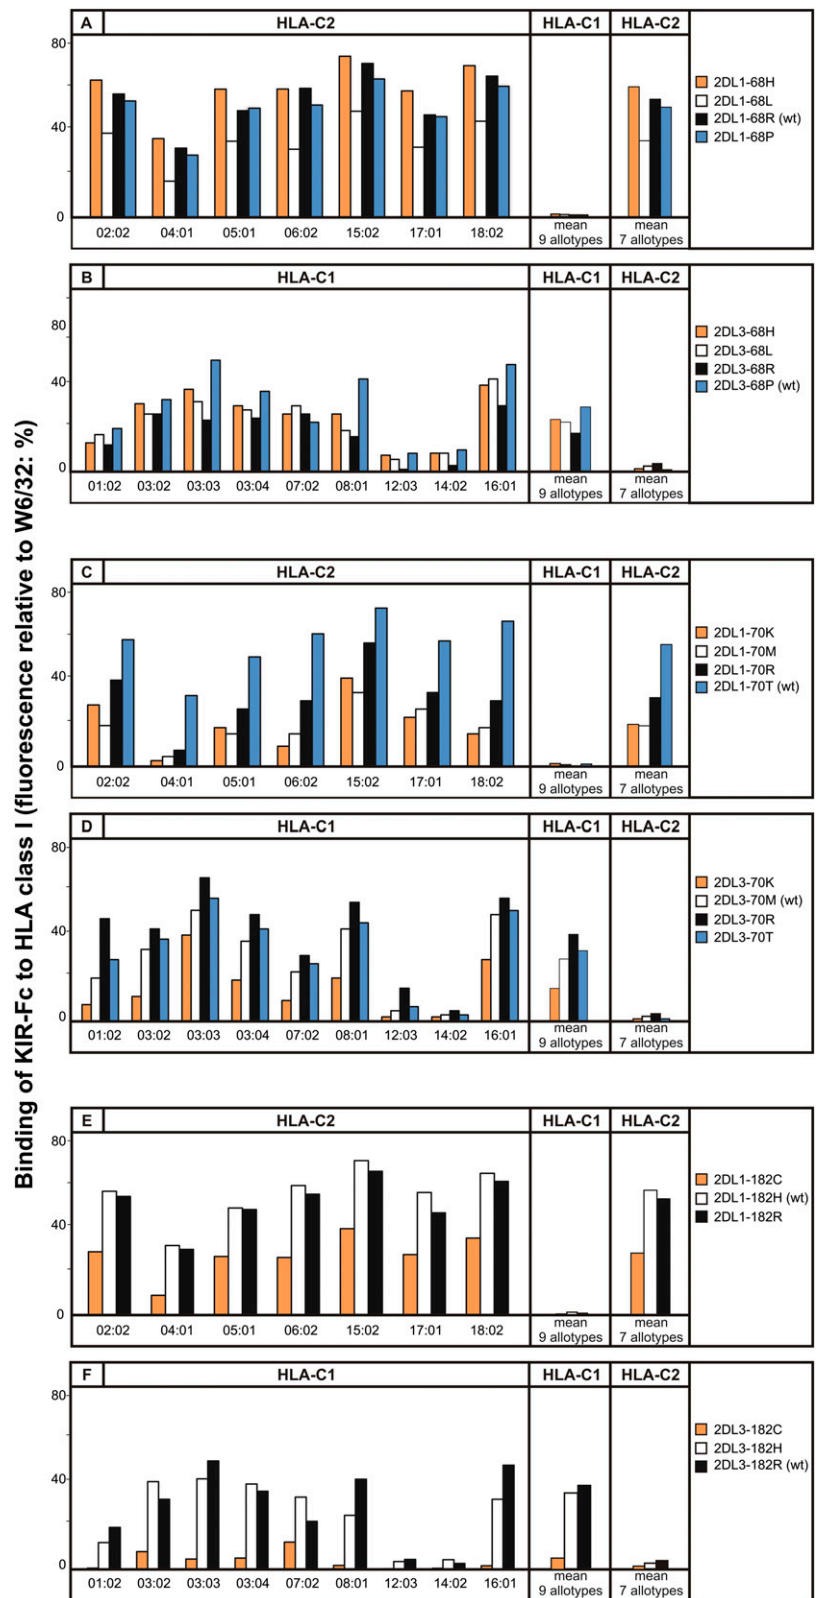 Binding of KIR-Fc to HLA class I (fluorescence relative to W6/32: %)
A HLA-C2 HLA-C1 HLA-C2
80
40
0
02:02 04:01 05:01 06:02 15:02 17:01 18:02
mean
9 allotypes
mean
7 allotypes
2DL1-68H
2DL1-68L
2DL1-68R (wt)
2DL1-68P
B HLA-C1 HLA-C1 HLA-C2
80
40
0
01:02 03:02 03:03 03:04 07:02 08:01 12:03 14:02 16:01
mean
9 allotypes
mean
7 allotypes
2DL3-68H
2DL3-68L
2DL3-68R
2DL3-68P (wt)
C HLA-C2 HLA-C1 HLA-C2
80
40
0
02:02 04:01 05:01 06:02 15:02 17:01 18:02
mean
9 allotypes
mean
7 allotypes
2DL1-70K
2DL1-70M
2DL1-70R
2DL1-70T (wt)
D HLA-C1 HLA-C1 HLA-C2
80
40
0
01:02 03:02 03:03 03:04 07:02 08:01 12:03 14:02 16:01
mean
9 allotypes
mean
7 allotypes
2DL3-70K
2DL3-70M (wt)
2DL3-70R
2DL3-70T
E HLA-C2 HLA-C1 HLA-C2
80
40
0
02:02 04:01 05:01 06:02 15:02 17:01 18:02
mean
9 allotypes
mean
7 allotypes
2DL1-182C
2DL1-182H (wt)
2DL1-182R
F HLA-C1 HLA-C1 HLA-C2
80
40
0
01:02 03:02 03:03 03:04 07:02 08:01 12:03 14:02 16:01
mean
9 allotypes
mean
7 allotypes
2DL3-182C
2DL3-182H
2DL3-182R (wt)